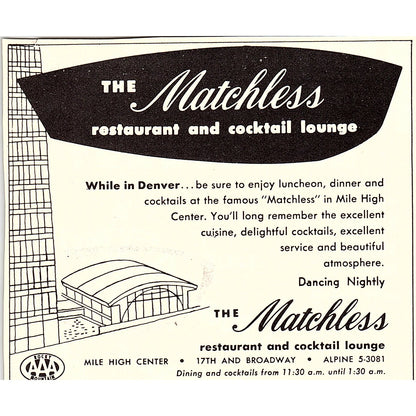 THE Matchless
restaurant and cocktail lounge
While in Denver...be sure to enjoy luncheon, dinner and
cocktails at the famous "Matchless" in Mile High
Center. You'll long remember the excellent
cuisine, delightful cocktails, excellent
service and beautiful
atmosphere.
Dancing Nightly
THE Matchless
restaurant and cocktail lounge
ROCKY
AAA
MOUNTAIN
MILE HIGH CENTER • 17TH AND BROADWAY • ALPINE 5-3081
Dining and cocktails from 11:30 a.m. until 1:30 a.m.